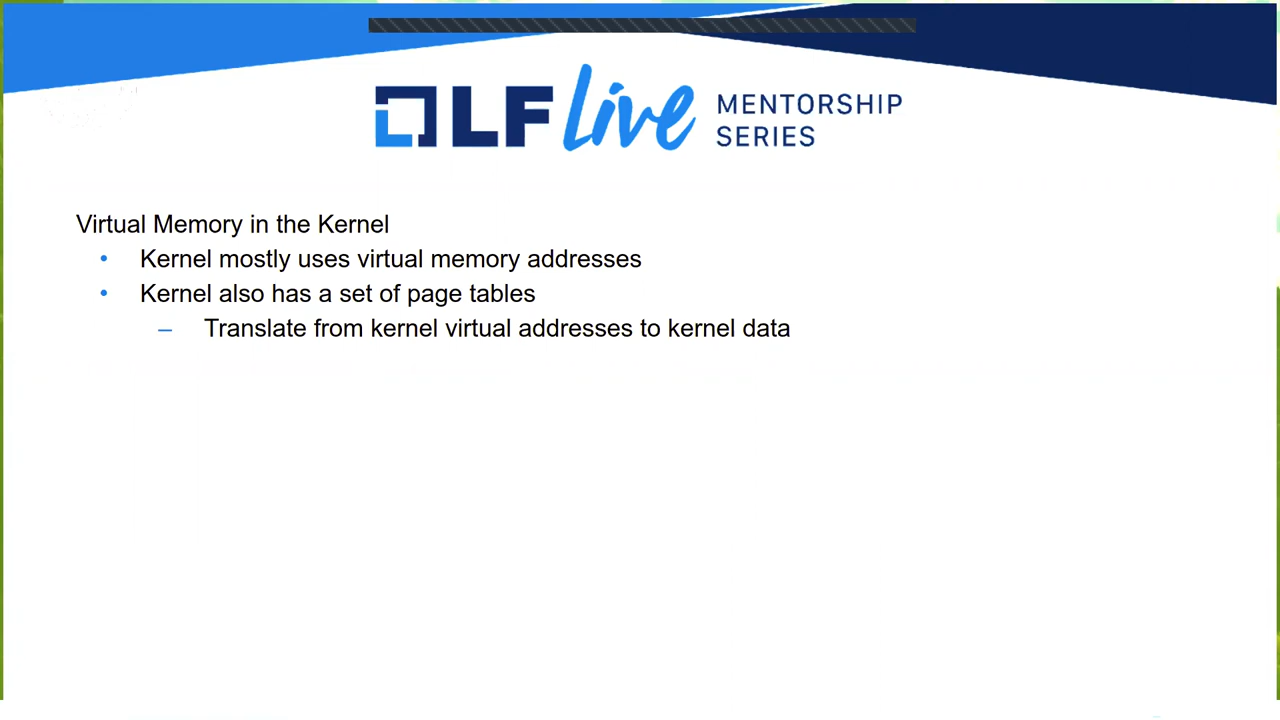 LF Live MENTORSHIP
SERIES
Virtual Memory in the Kernel
• Kernel mostly uses virtual memory addresses
• Kernel also has a set of page tables
– Translate from kernel virtual addresses to kernel data